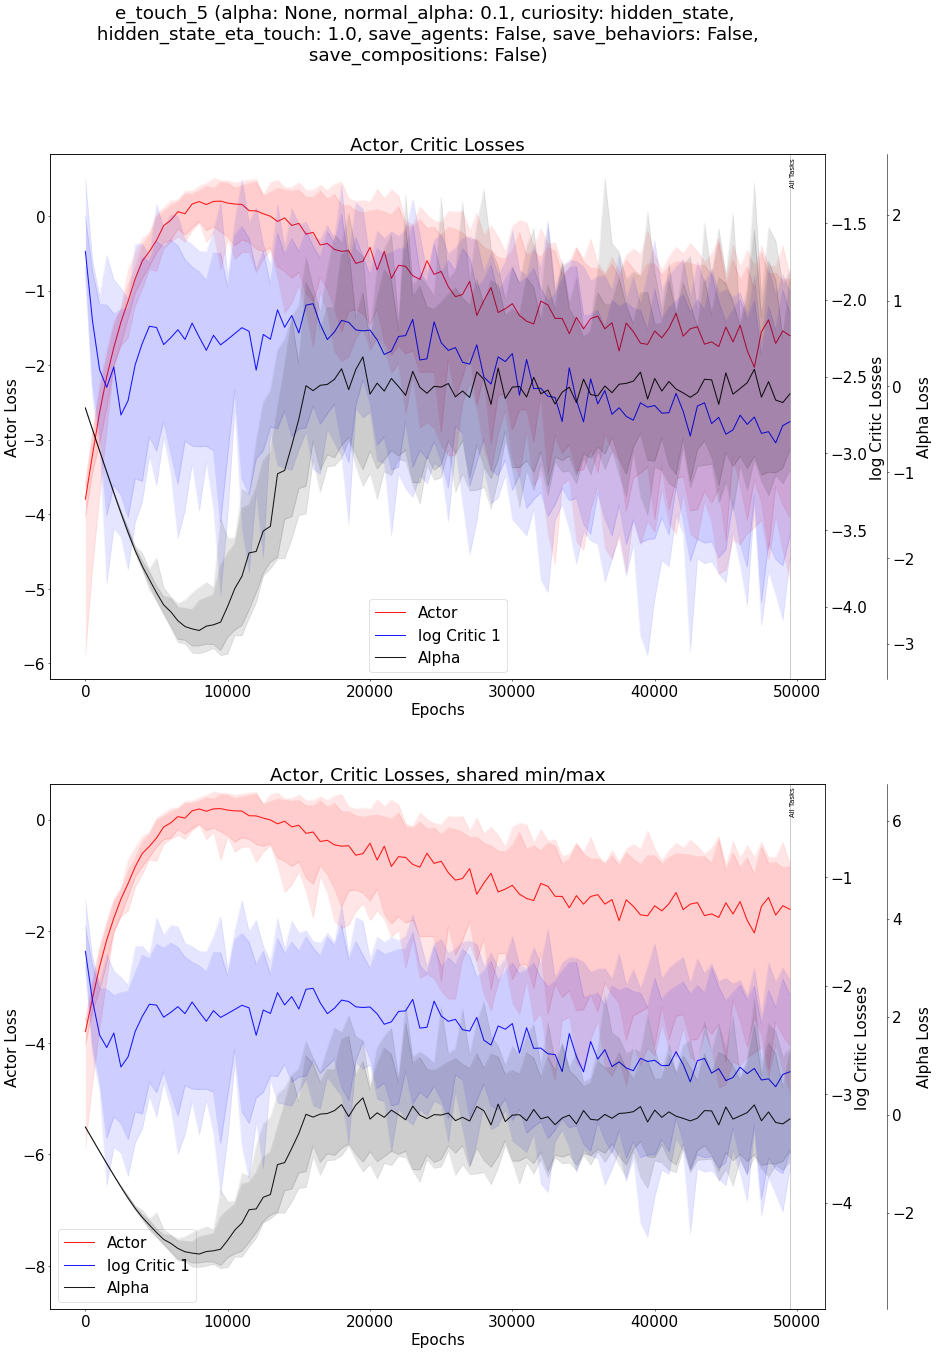 e_touch_5 (alpha: None, normal_alpha: 0.1, curiosity: hidden_state,
hidden_state_eta_touch: 1.0, save_agents: False, save_behaviors: False,
save_compositions: False)
Actor, Critic Losses
All Tasks
0
−1
−2
−3
−4
−5
−6
Actor Loss
−1.5
−2.0
−2.5
−3.0
−3.5
−4.0
log Critic Losses
2
1
0
−1
−2
−3
Alpha Loss
Actor
log Critic 1
Alpha
0
10000
20000
30000
40000
50000
Epochs
Actor, Critic Losses, shared min/max
All Tasks
0
−2
−4
−6
−8
Actor Loss
−1
−2
−3
−4
log Critic Losses
6
4
2
0
−2
Alpha Loss
Actor
log Critic 1
Alpha
0
10000
20000
30000
40000
50000
Epochs